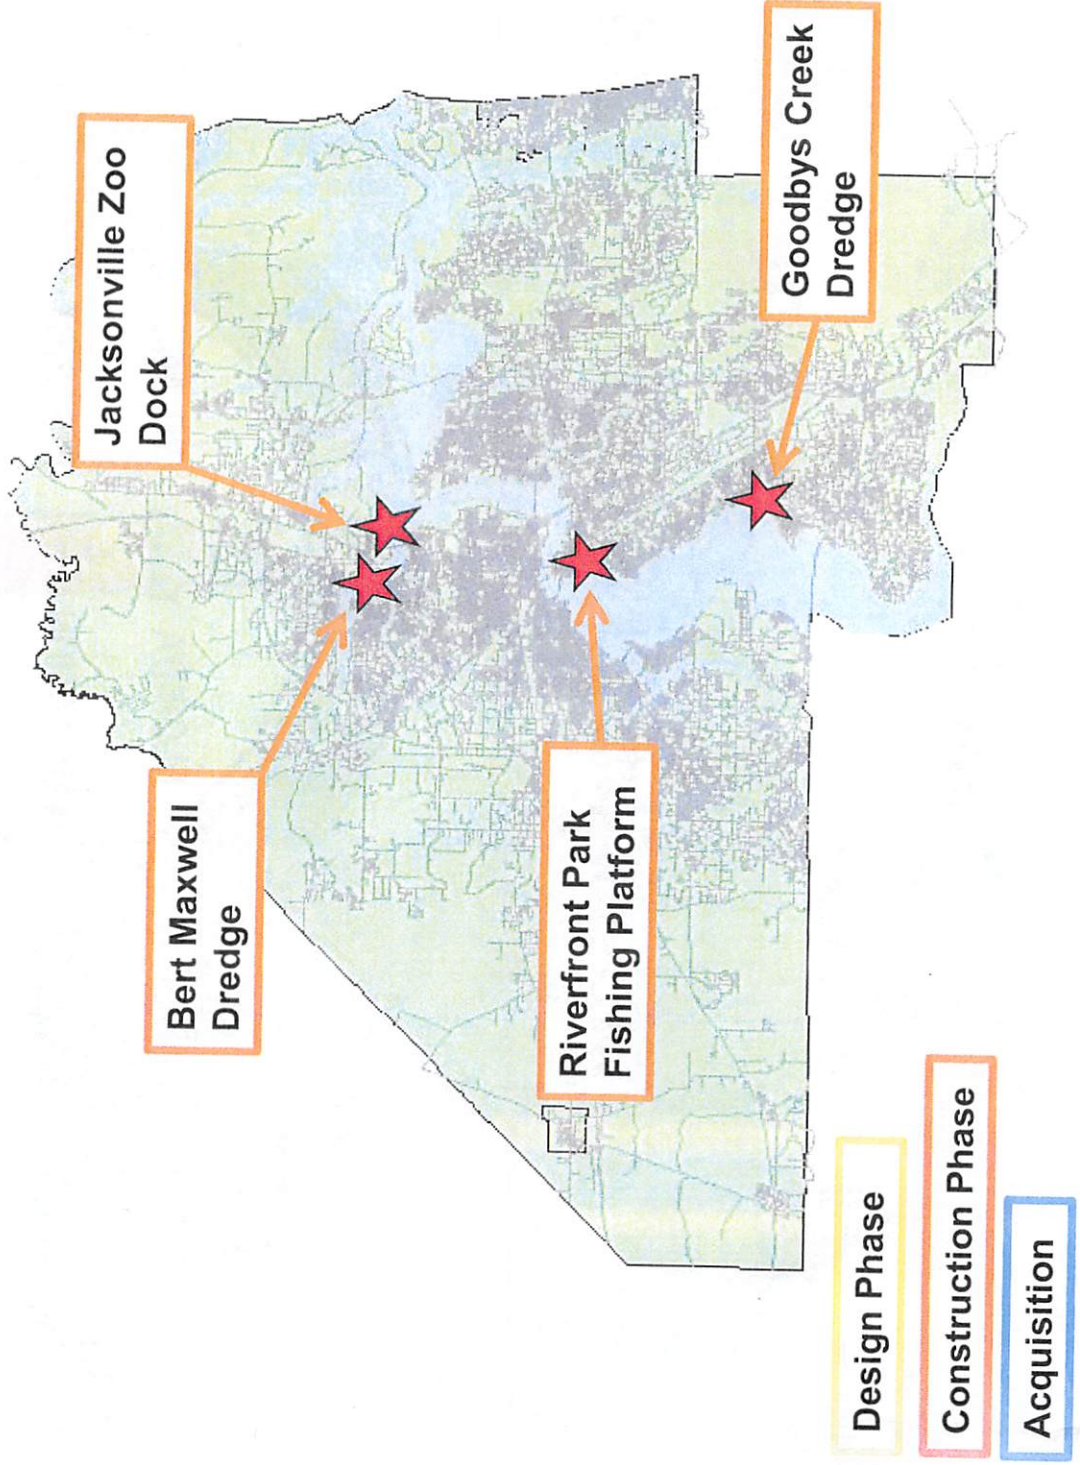 Jacksonville Zoo
Dock
Bert Maxwell
Dredge
Riverfront Park
Fishing Platform
Goodbys Creek
Dredge
Design Phase
Construction Phase
Acquisition